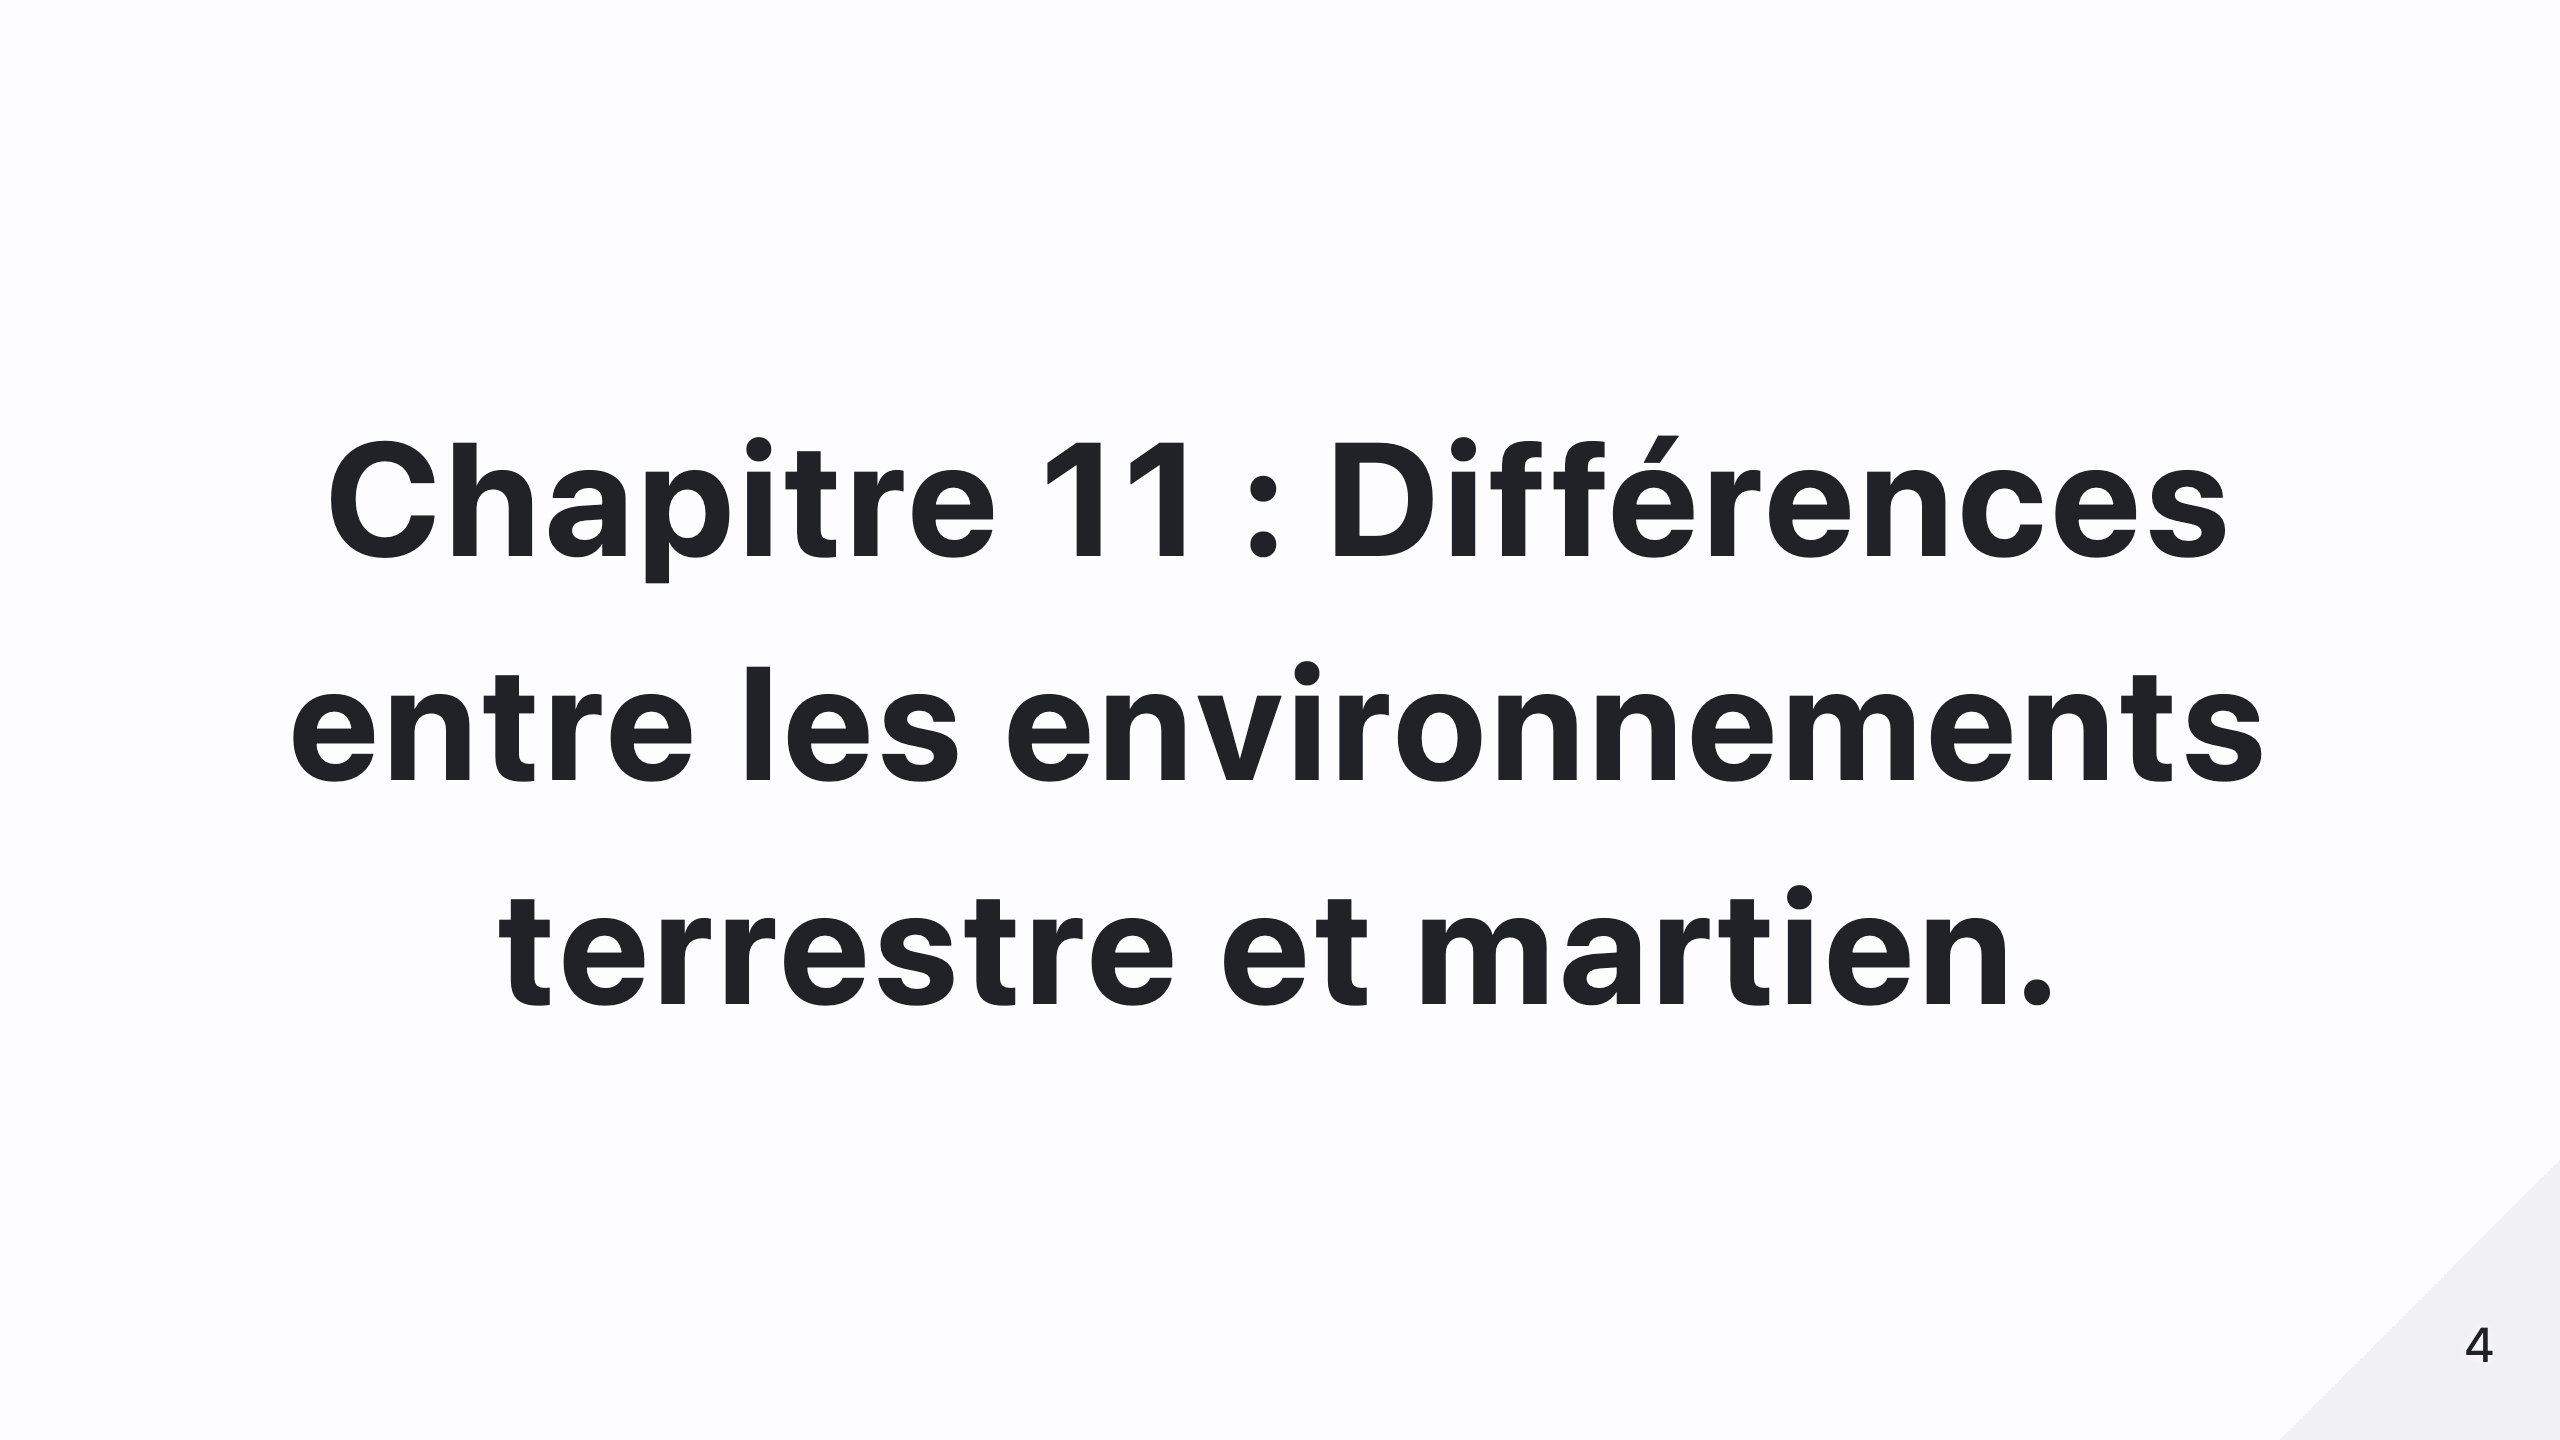 Chapitre 11 : Différences
entre les environnements
terrestre et martien.
4